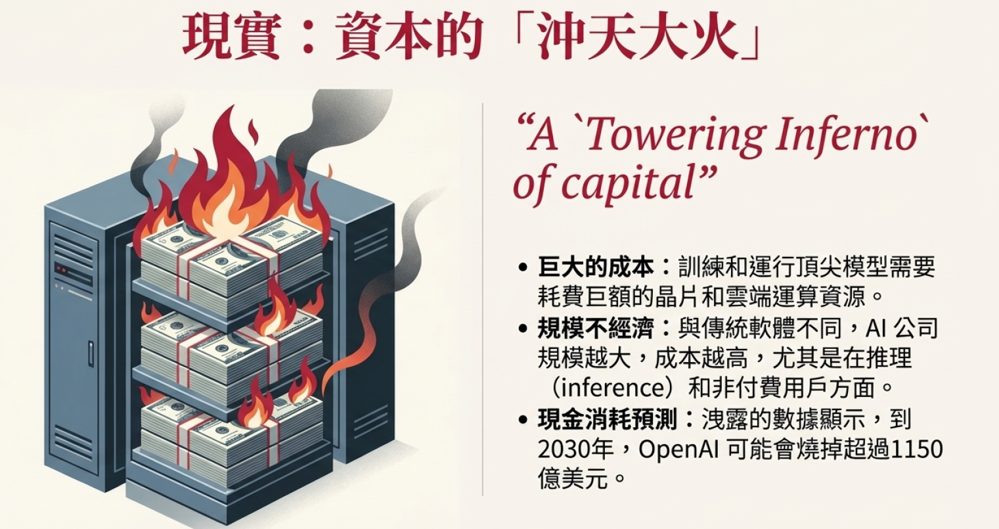 現實：資本的「沖天大火」
“A `Towering Inferno`
of capital”
• 巨大的成本：訓練和運行頂尖模型需要
耗費巨額的晶片和雲端運算資源。
• 規模不經濟：與傳統軟體不同，AI 公司
規模越大，成本越高，尤其是在推理
（inference）和非付費用戶方面。
• 現金消耗預測：洩露的數據顯示，到
2030年，OpenAI 可能會燒掉超過1150
億美元。